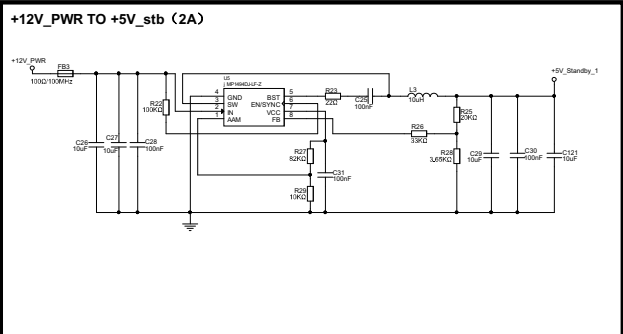 +12V_PWR TO +5V_stb（2A）
+12V_PWR
FB3
100Ω/100MHz
+5V_Standby_1
U5
MP1494DJ-LF-Z
4 GND BST 5
3 SW EN/SYNC 6
2 IN VCC 7
1 AAM FB 8
R22
100KΩ
R23
22Ω
C25
100nF
L3
10uH
R25
20KΩ
R26
33KΩ
C26
10uF
C27
10uF
C28
100nF
R27
82KΩ
R29
10KΩ
C31
100nF
R28
3.65KΩ
C29
10uF
C30
100nF
C121
10uF